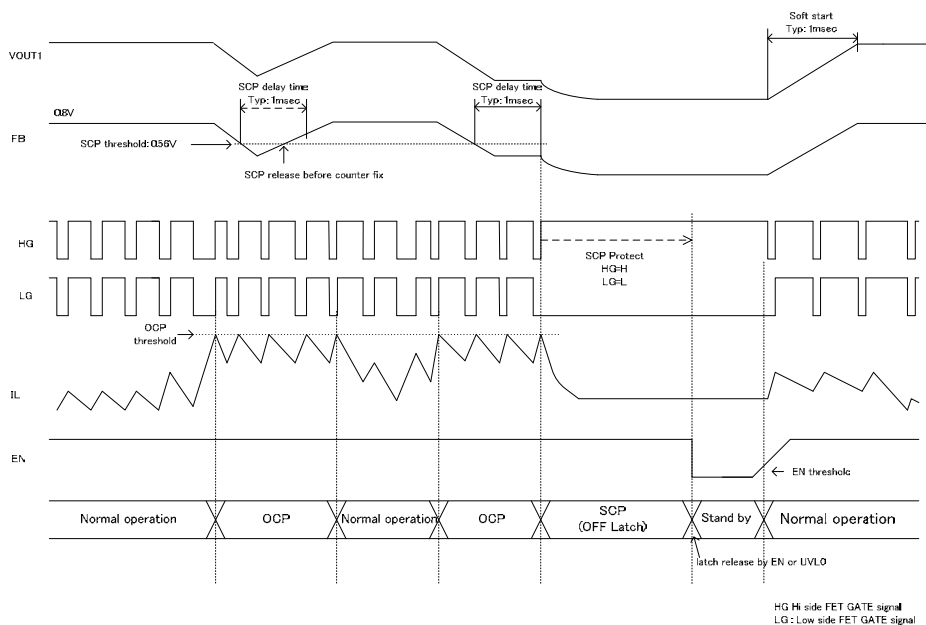 Soft start
Typ: 1msec
VOUT1
SCP delay time
Typ: 1msec
SCP delay time
Typ: 1msec
0.8V
FB
SCP threshold: 0.56V
SCP release before counter fix
HG
SCP Protect
HG=H
LG=L
LG
OCP
threshold
IL
EN
EN threshold
Normal operation
OCP
Normal operation
OCP
SCP
(OFF Latch)
Stand by
Normal operation
latch release by EN or UVLO
HG Hi side FET GATE signal
LG : Low side FET GATE signal